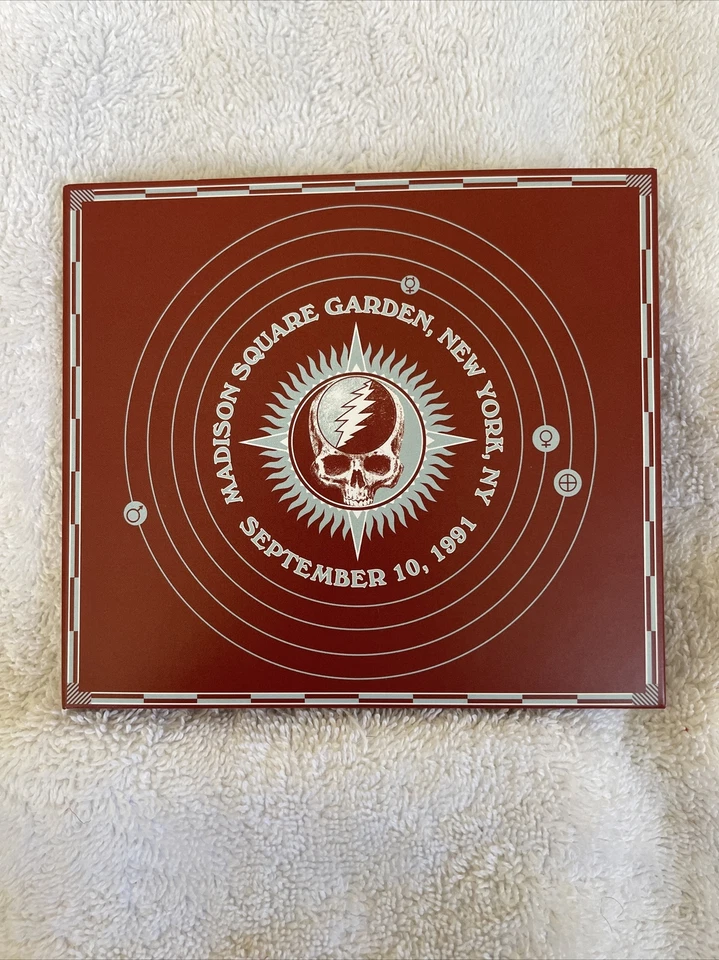 MADISON SQUARE GARDEN, NEW YORK, NY
SEPTEMBER 10, 1991